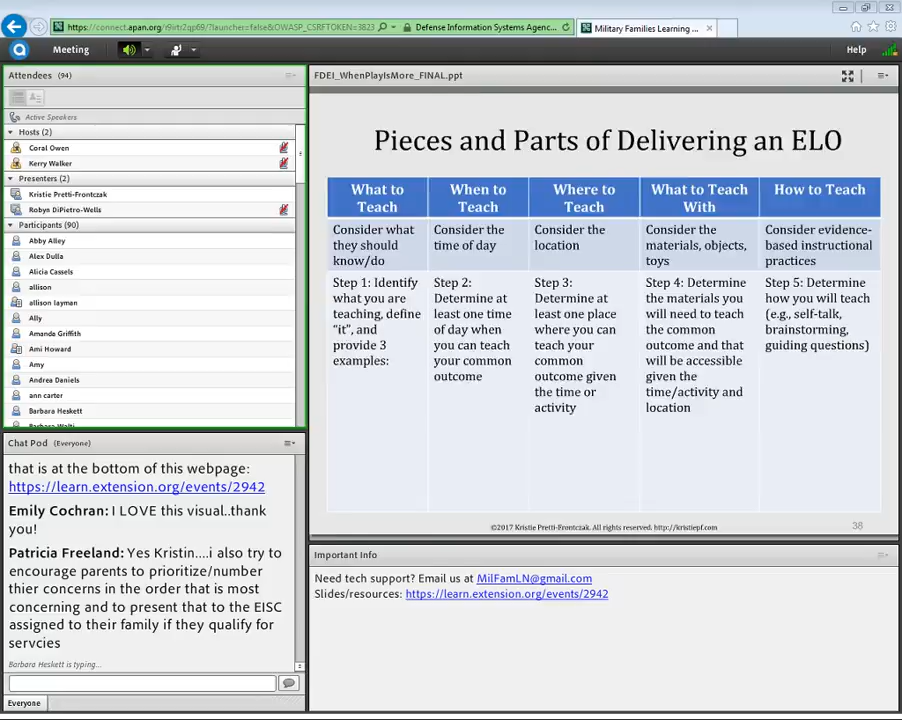 https://connect.apan.org/r9istr2qp69/?launcher=false&OWASP_CSRFTOKEN=3823
Defense Information Systems Agenc...
Military Families Learning ...
Meeting
Help
Attendees (94)
Active Speakers
Hosts (2)
Coral Owen
Kerry Walker
Presenters (2)
Kristie Pretti-Frontczak
Robyn DiPietro-Wells
Participants (90)
Abby Alley
Alex Dulla
Alicia Cassels
allison
allison layman
Ally
Amanda Griffith
Ami Howard
Amy
Andrea Daniels
ann carter
Barbara Heskett
Chat Pod (Everyone)
that is at the bottom of this webpage:
https://learn.extension.org/events/2942
Emily Cochran: I LOVE this visual..thank
you!
Patricia Freeland: Yes Kristin....i also try to
encourage parents to prioritize/number
thier concerns in the order that is most
concerning and to present that to the EISC
assigned to their family if they qualify for
servcies
Barbara Heskett is typing...
Everyone
FDEI_WhenPlayIsMore_FINAL.ppt
Pieces and Parts of Delivering an ELO
What to
Teach
When to
Teach
Where to
Teach
What to Teach
With
How to Teach
Consider what
they should
know/do
Consider the
time of day
Consider the
location
Consider the
materials, objects,
toys
Consider evidence-
based instructional
practices
Step 1: Identify
what you are
teaching, define
"it", and
provide 3
examples:
Step 2:
Determine at
least one time
of day when
you can teach
your common
outcome
Step 3:
Determine at
least one place
where you can
teach your
common
outcome given
the time or
activity
Step 4: Determine
the materials you
will need to teach
the common
outcome and that
will be accessible
given the
time/activity and
location
Step 5: Determine
how you will teach
(e.g., self-talk,
brainstorming,
guiding questions)
©2017 Kristie Pretti-Frontczak. All rights reserved. http://kristiepf.com
38
Important Info
Need tech support? Email us at MilFamLN@gmail.com
Slides/resources: https://learn.extension.org/events/2942